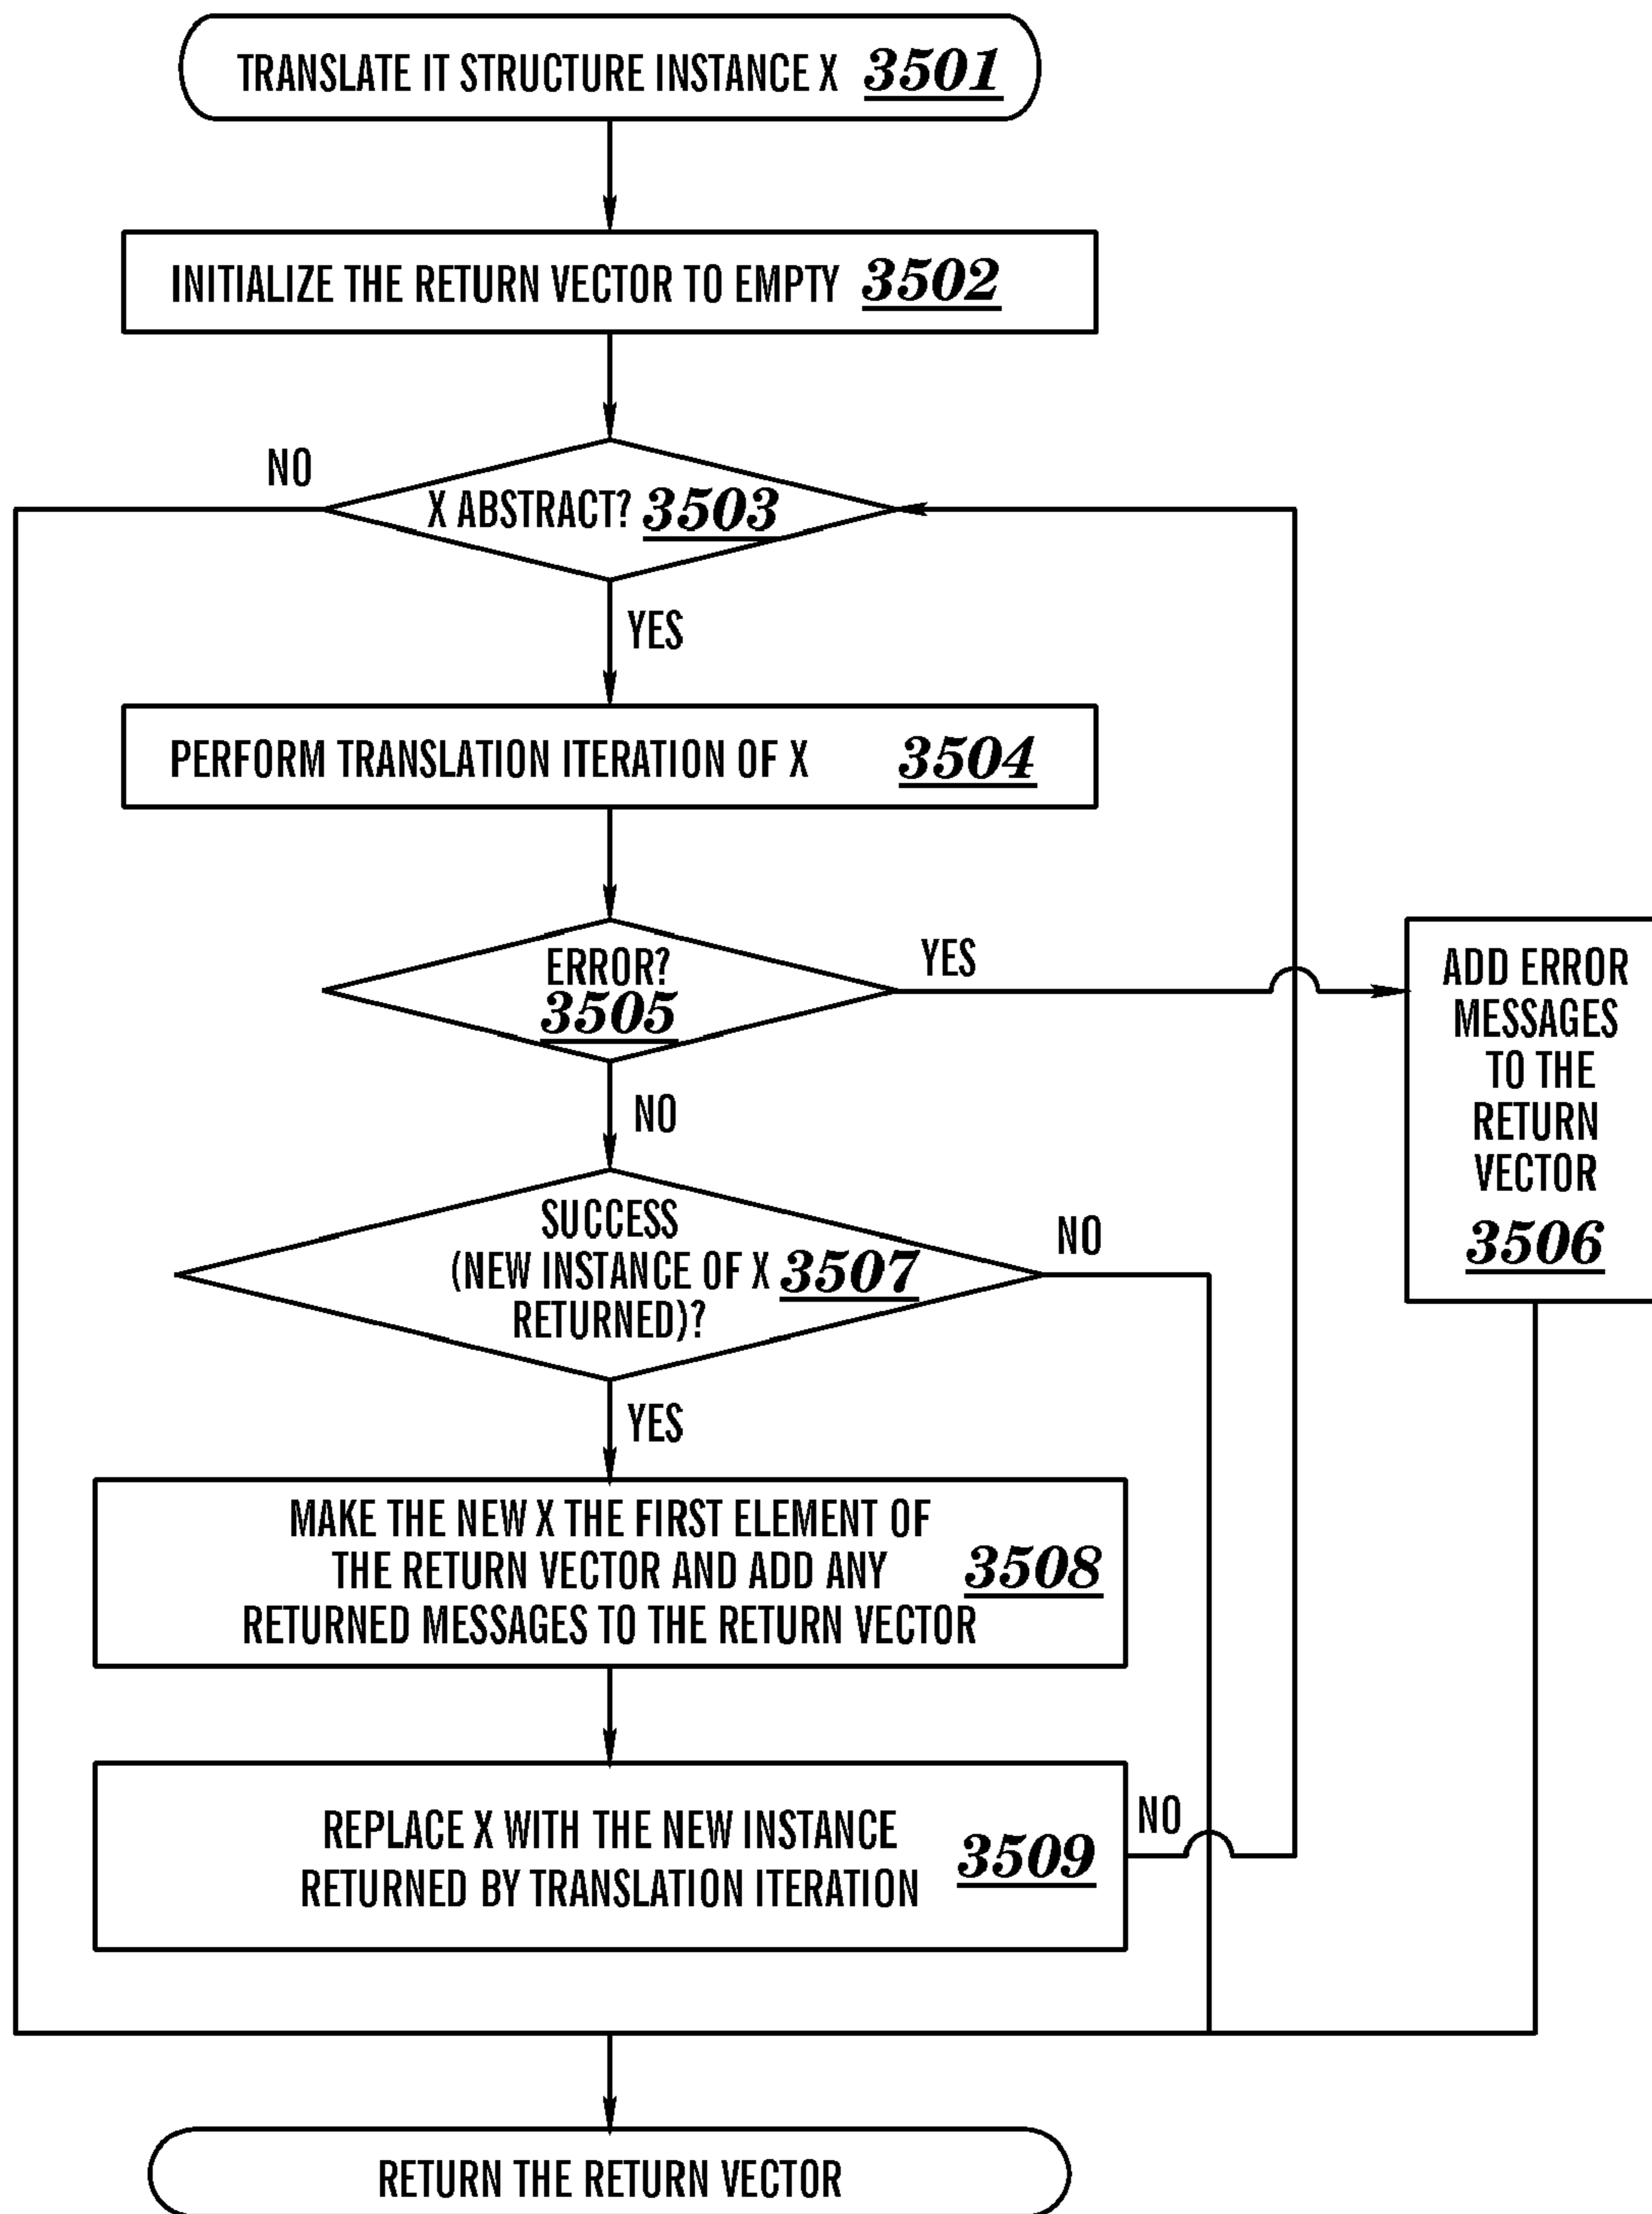 TRANSLATE IT STRUCTURE INSTANCE X 3501
INITIALIZE THE RETURN VECTOR TO EMPTY 3502
NO
X ABSTRACT? 3503
YES
PERFORM TRANSLATION ITERATION OF X 3504
ERROR?
3505
YES
ADD ERROR
MESSAGES
TO THE
RETURN
VECTOR
3506
NO
SUCCESS
(NEW INSTANCE OF X 3507
RETURNED)?
NO
YES
MAKE THE NEW X THE FIRST ELEMENT OF
THE RETURN VECTOR AND ADD ANY 3508
RETURNED MESSAGES TO THE RETURN VECTOR
REPLACE X WITH THE NEW INSTANCE
RETURNED BY TRANSLATION ITERATION 3509
NO
RETURN THE RETURN VECTOR